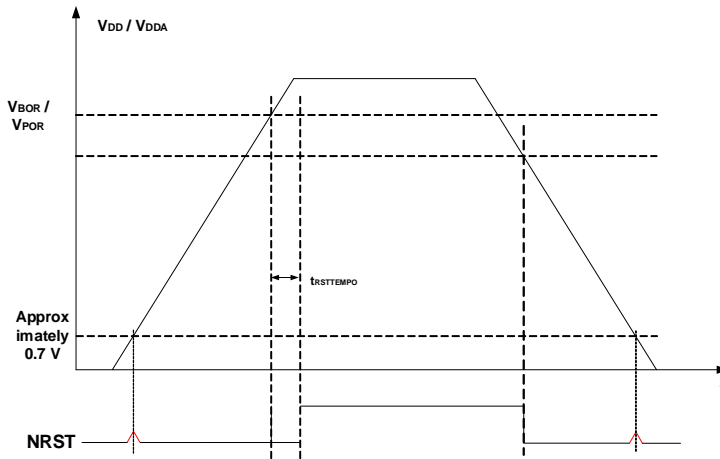 VDD / VDDA
VBOR /
VPOR
tRSTTEMPO
Approx
imately
0.7 V
NRST